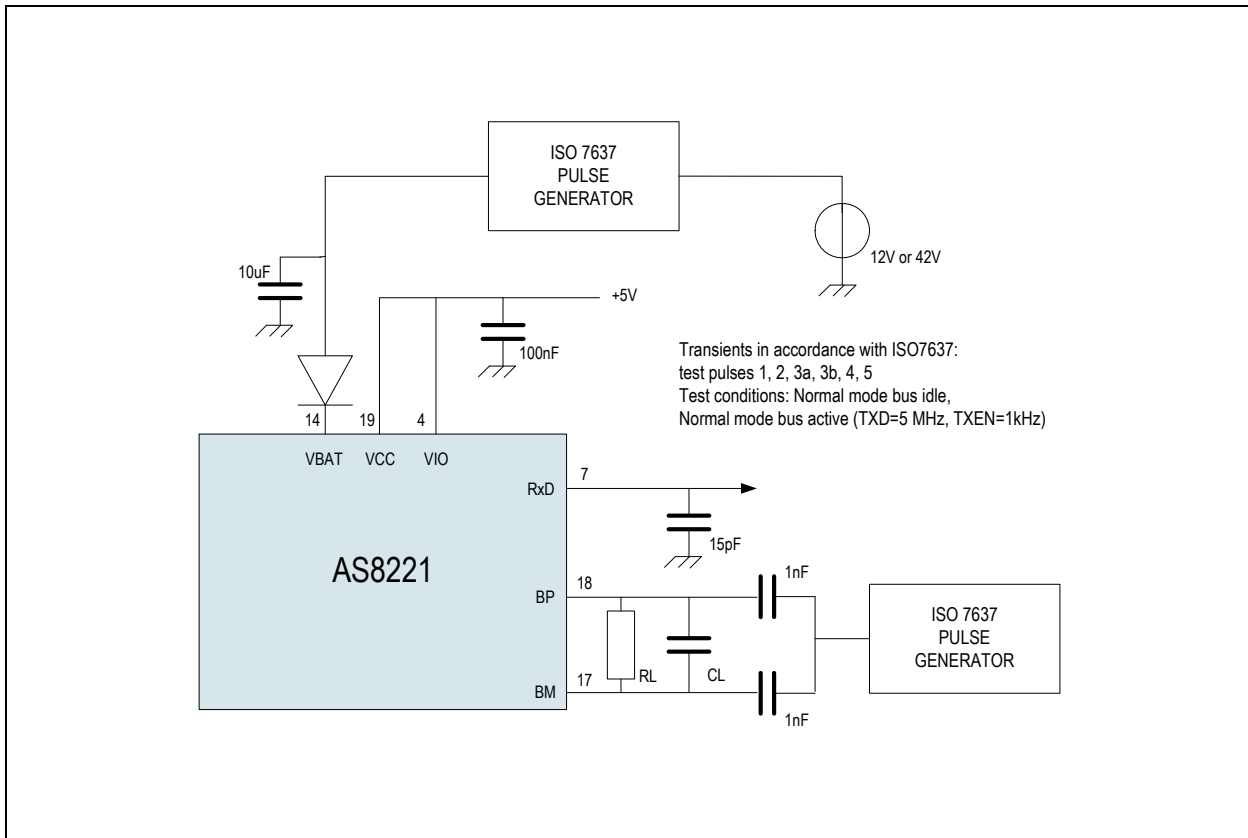 ISO 7637
PULSE
GENERATOR
12V or 42V
10uF
+5V
100nF
Transients in accordance with ISO7637:
test pulses 1, 2, 3a, 3b, 4, 5
Test conditions: Normal mode bus idle,
Normal mode bus active (TXD=5 MHz, TXEN=1kHz)
14 19 4
VBAT VCC VIO
RxD 7
15pF
AS8221
BP 18
1nF
ISO 7637
PULSE
GENERATOR
RL CL
BM 17
1nF